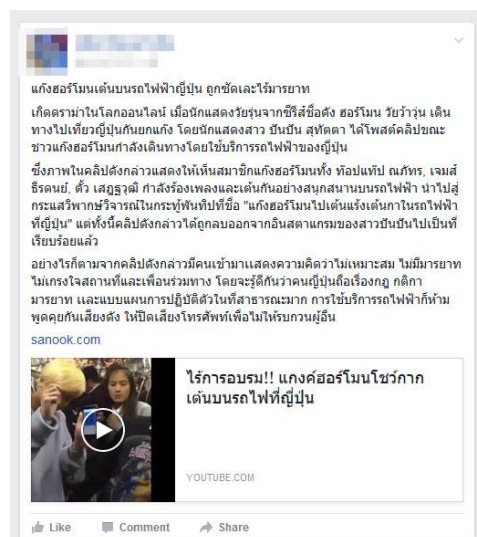 แก๊งฮอร์โมนเต้นบนรถไฟฟ้าญี่ปุ่น ถูกซัดเละไร้มารยาท
เกิดดราม่าในโลกออนไลน์ เมื่อนักแสดงวัยรุ่นจากซีรีส์ชื่อดัง ฮอร์โมน วัยว้าวุ่น เดิน
ทางไปเที่ยวญี่ปุ่นกันยกแก๊ง โดยนักแสดงสาว ปันปัน สุทัตตา ได้โพสต์คลิปขณะ
ชาวแก๊งฮอร์โมนกำลังเดินทางโดยใช้บริการรถไฟฟ้าของญี่ปุ่น
ซึ่งภาพในคลิปดังกล่าวแสดงให้เห็นสมาชิกแก๊งฮอร์โมนทั้ง ท้อปแท้ป ณภัทร, เจมส์
ธีรดนย์, ตั้ว เสฎฐวุฒิ กำลังร้องเพลงและเต้นกันอย่างสนุกสนานบนรถไฟฟ้า นำไปสู่
กระแสวิพากษ์วิจารณ์ในกระทู้พันทิปที่ชื่อ "แก๊งฮอร์โมนไปเต้นแร้งเต้นกาในรถไฟฟ้า
ที่ญี่ปุ่น" แต่ทั้งนี้คลิปดังกล่าวได้ถูกลบออกจากอินสตาแกรมของสาวปันปันไปเป็นที่
เรียบร้อยแล้ว
อย่างไรก็ตามจากคลิปดังกล่าวมีคนเข้ามาแสดงความคิดว่าไม่เหมาะสม ไม่มีมารยาท
ไม่เกรงใจสถานที่และเพื่อนร่วมทาง โดยจะรู้ดีกันว่าคนญี่ปุ่นถือเรื่องกฎ กติกา
มารยาท และแบบแผนการปฏิบัติตัวในที่สาธารณะมาก การใช้บริการรถไฟฟ้าก็ห้าม
พูดคุยกันเสียงดัง ให้ปิดเสียงโทรศัพท์เพื่อไม่ให้รบกวนผู้อื่น
sanook.com
ไร้การอบรม!! แกงค์ฮอร์โมนโชว์กาก
เต้นบนรถไฟที่ญี่ปุ่น
YOUTUBE.COM
Like Comment Share